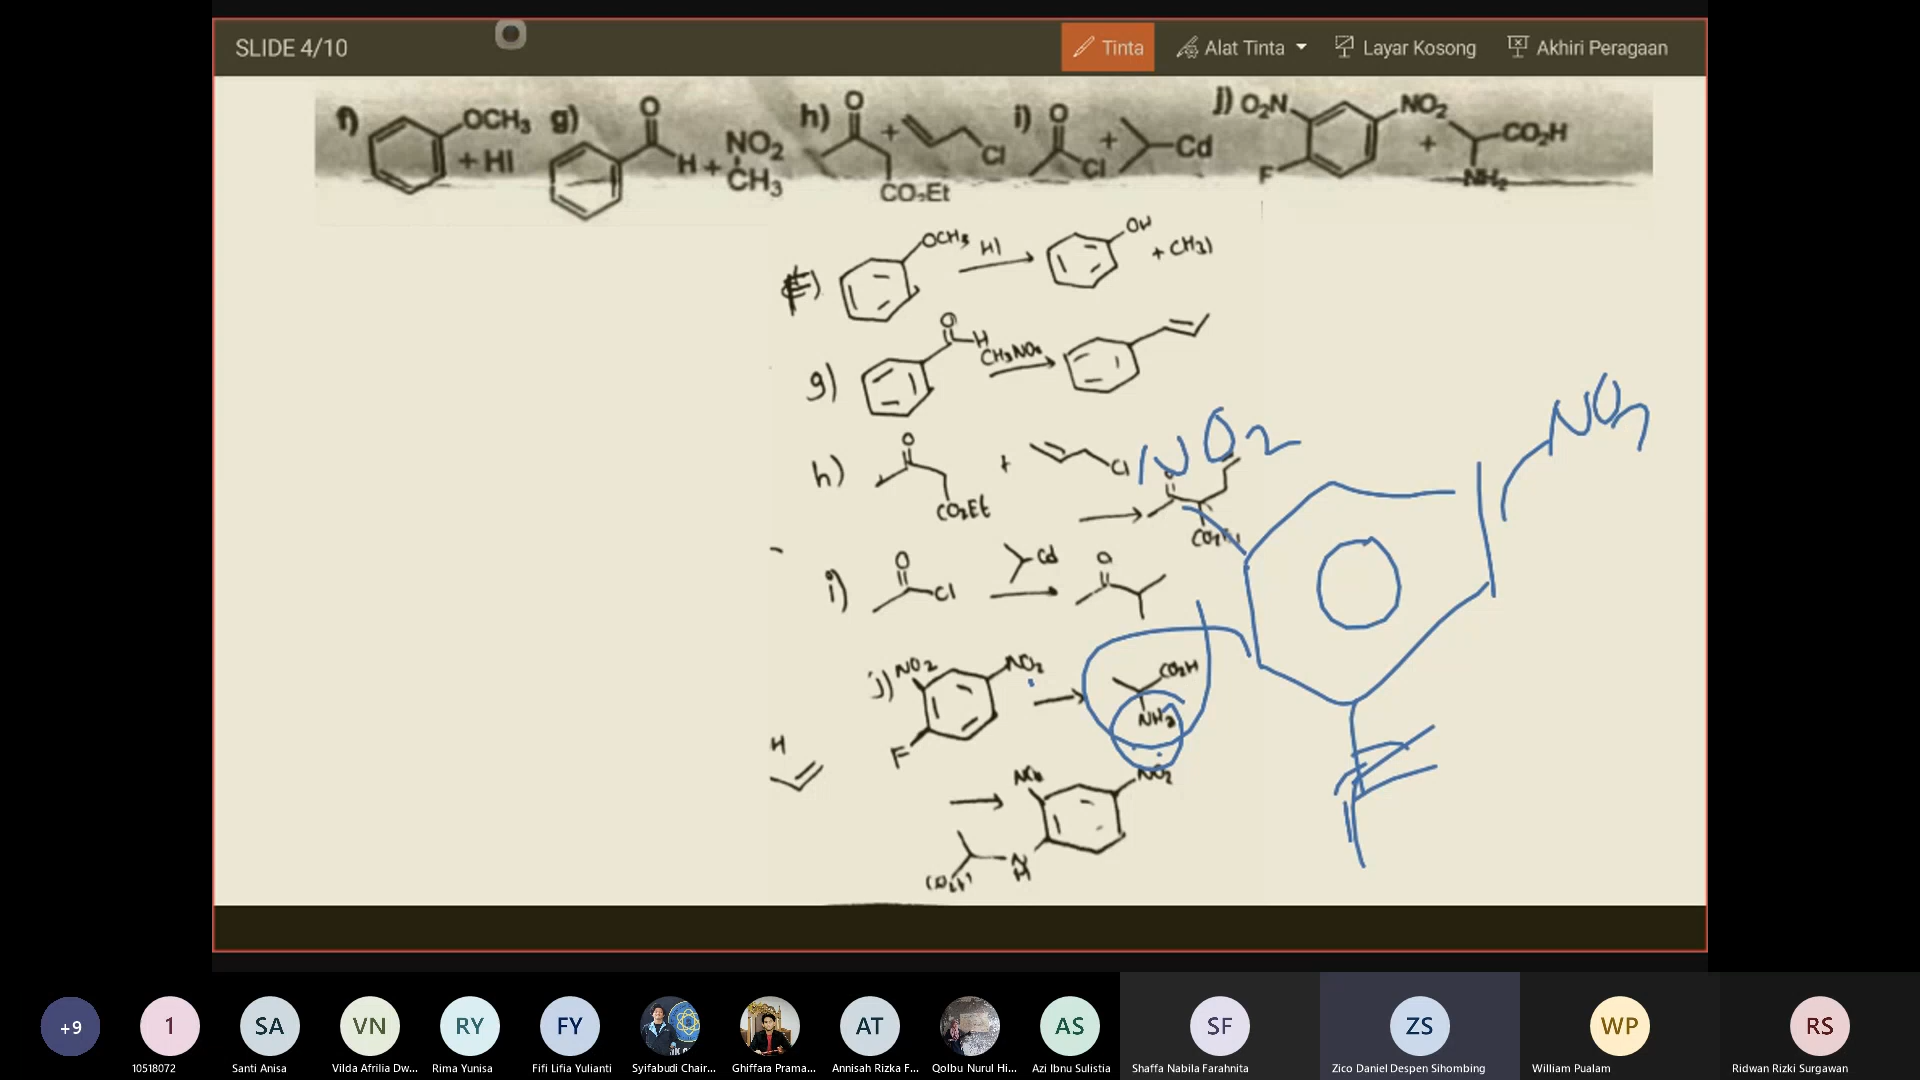 SLIDE 4/10
Tinta
Alat Tinta
Layar Kosong
Akhiri Peragaan
f)
OCH₃
+ HI
g)
O
H
+
NO₂
CH₃
h)
O
+
Cl
CO₂Et
i)
O
Cl
+
Cd
j)
O₂N
NO₂
F
+
CO₂H
NH₂
OCH₃
HI
OH
+ CH₃I
g)
O
H
CH₃NO₂
h)
O
+
Cl
CO₂Et
NO₂
i)
O
Cl
Cd
O
j)
NO₂
NO₂
F
CO₂H
NH₂
H
NO₂
N
H
+9
1
SA
VN
RY
FY
AT
AS
SF
ZS
WP
RS
10518072
Santi Anisa
Vilda Afrilia Dw...
Rima Yunisa
Fifi Lifia Yulianti
Syifabudi Chair...
Ghiffara Prama...
Annisah Rizka F...
Qolbu Nurul Hi...
Azi Ibnu Sulistia
Shaffa Nabila Farahnita
Zico Daniel Despen Sihombing
William Pualam
Ridwan Rizki Surgawan